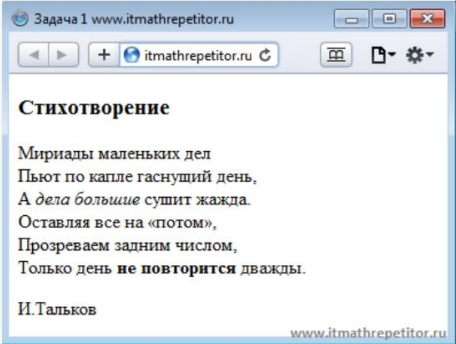 Задача 1 www.itmathrepetitor.ru
itmathrepetitor.ru
Стихотворение
Мириады маленьких дел
Пьют по капле гаснущий день,
А дела большие сушит жажда.
Оставляя все на «потом»,
Прозреваем задним числом,
Только день не повторится дважды.
И.Тальков
www.itmathrepetitor.ru